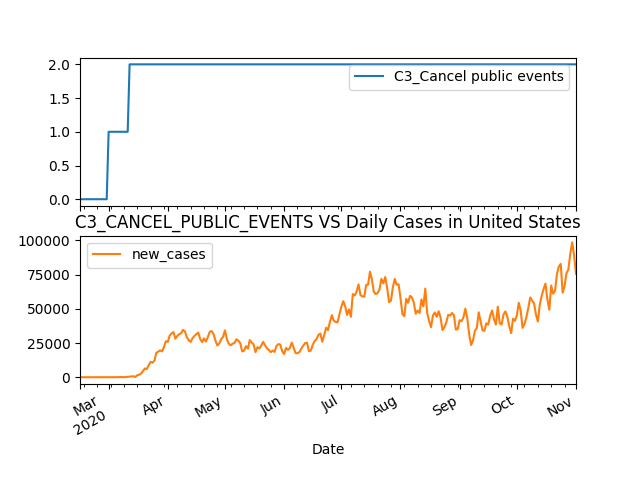 2.0
1.5
1.0
0.5
0.0
C3_Cancel public events
C3_CANCEL_PUBLIC_EVENTS VS Daily Cases in United States
100000
75000
50000
25000
0
new_cases
Mar
2020
Apr
May
Jun
Jul
Aug
Sep
Oct
Nov
Date